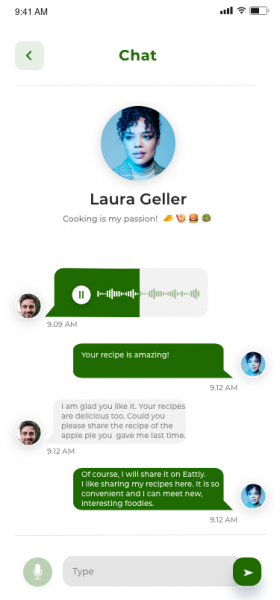 9:41 AM
Chat
Laura Geller
Cooking is my passion!
9:09 AM
Your recipe is amazing!
9:12 AM
I am glad you like it. Your recipes
are delicious too. Could you
please share the recipe of the
apple pie you gave me last time.
9:12 AM
Of course, I will share it on Eattly.
I like sharing my recipes here. It is so
convenient and I can meet new,
interesting foodies.
9:12 AM
Type